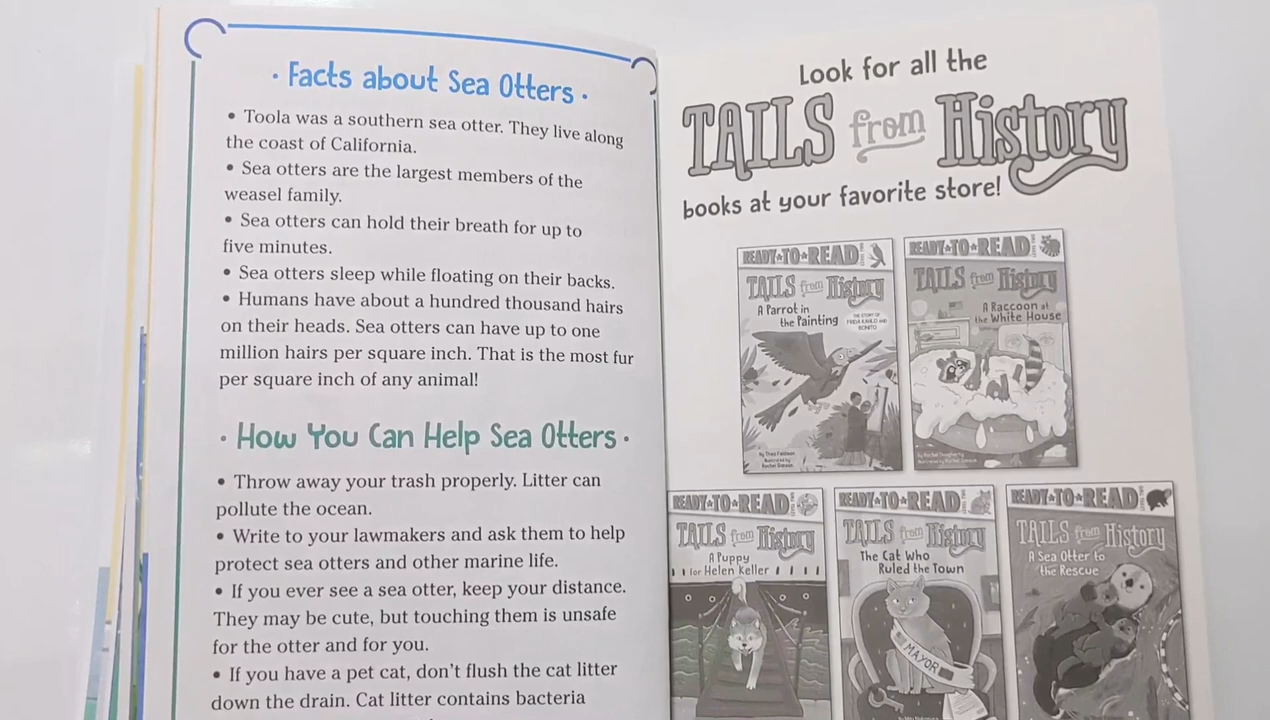 · Facts about Sea Otters ·
• Toola was a southern sea otter. They live along
the coast of California.
• Sea otters are the largest members of the
weasel family.
• Sea otters can hold their breath for up to
five minutes.
• Sea otters sleep while floating on their backs.
• Humans have about a hundred thousand hairs
on their heads. Sea otters can have up to one
million hairs per square inch. That is the most fur
per square inch of any animal!
· How You Can Help Sea Otters ·
• Throw away your trash properly. Litter can
pollute the ocean.
• Write to your lawmakers and ask them to help
protect sea otters and other marine life.
• If you ever see a sea otter, keep your distance.
They may be cute, but touching them is unsafe
for the otter and for you.
• If you have a pet cat, don't flush the cat litter
down the drain. Cat litter contains bacteria
Look for all the
TAILS from History
books at your favorite store!
READY★TO★READ
TAILS from History
A Parrot in
the Painting
THE STORY OF
FRIDA KAHLO AND
BONITO
READY★TO★READ
TAILS from History
A Raccoon at
the White House
READY★TO★READ
TAILS from History
A Puppy
for Helen Keller
READY★TO★READ
TAILS from History
The Cat Who
Ruled the Town
MAYOR
READY★TO★READ
TAILS from History
A Sea Otter to
the Rescue